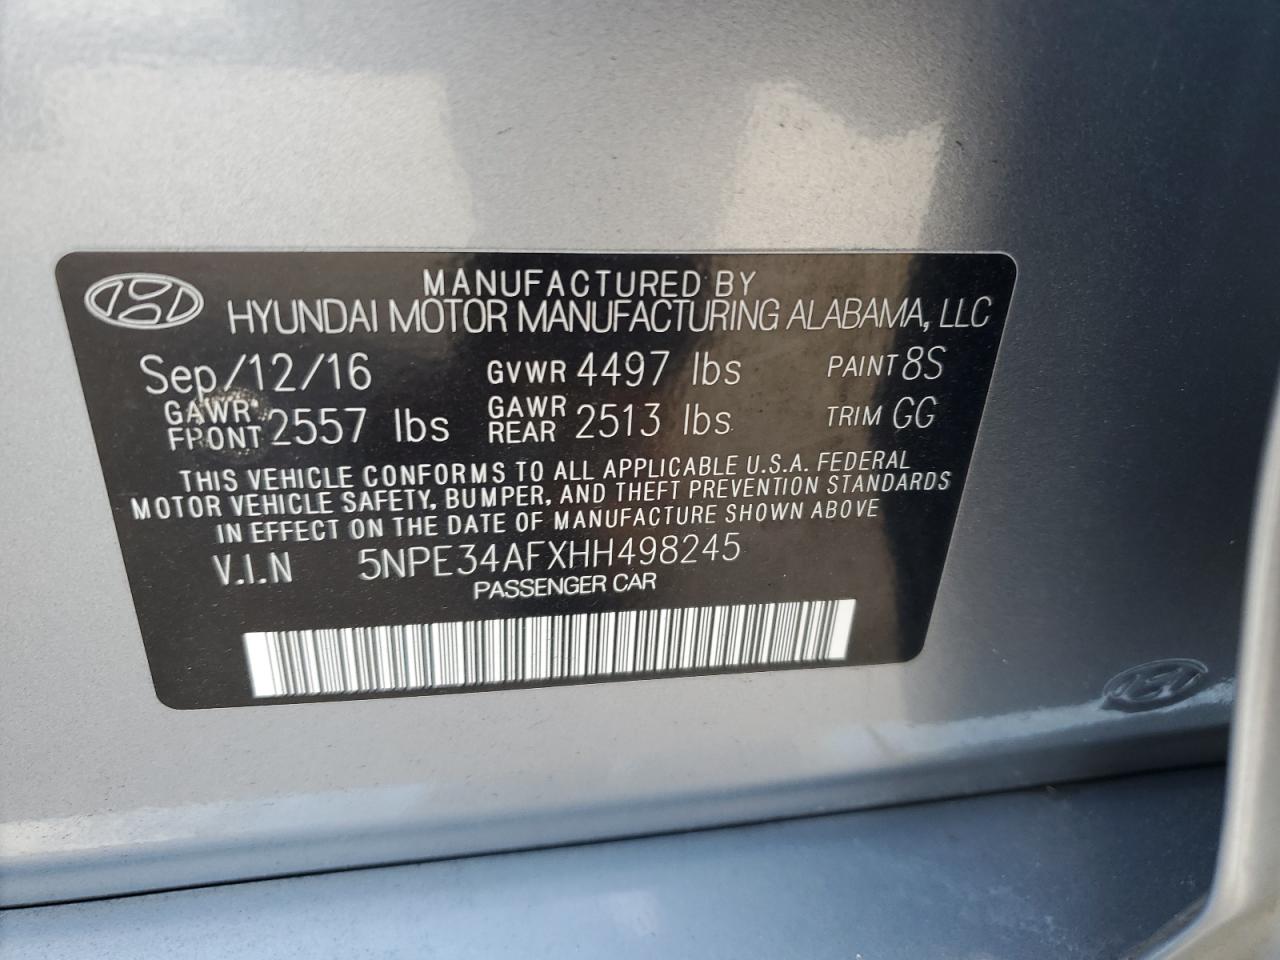 MANUFACTURED BY
HYUNDAI MOTOR MANUFACTURING ALABAMA, LLC
Sep/12/16 GVWR 4497 lbs PAINT 8S
GAWR FRONT 2557 lbs GAWR REAR 2513 lbs TRIM GG
THIS VEHICLE CONFORMS TO ALL APPLICABLE U.S.A. FEDERAL
MOTOR VEHICLE SAFETY, BUMPER, AND THEFT PREVENTION STANDARDS
IN EFFECT ON THE DATE OF MANUFACTURE SHOWN ABOVE
V.I.N 5NPE34AFXHH498245
PASSENGER CAR